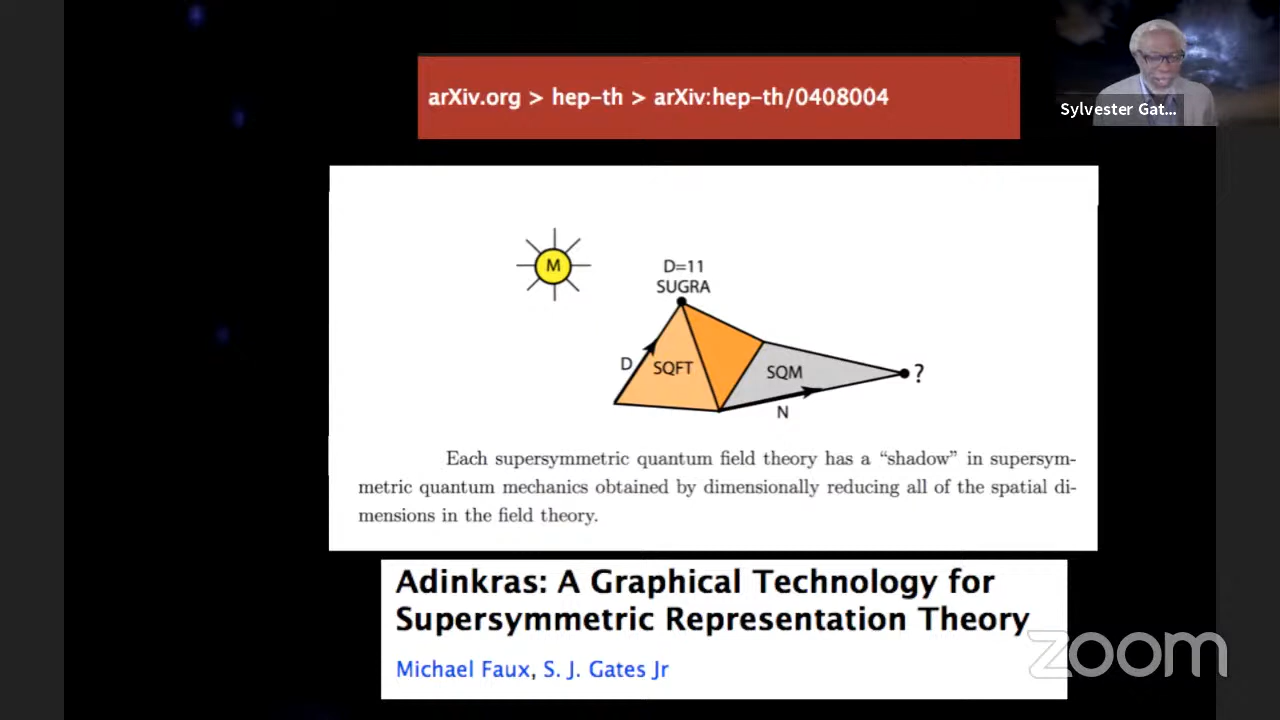 arXiv.org > hep-th > arXiv:hep-th/0408004
Sylvester Gat...
M
D=11
SUGRA
D
SQFT
SQM
?
N
Each supersymmetric quantum field theory has a “shadow” in supersym-
metric quantum mechanics obtained by dimensionally reducing all of the spatial di-
mensions in the field theory.
Adinkras: A Graphical Technology for
Supersymmetric Representation Theory
Michael Faux, S. J. Gates Jr
zoom